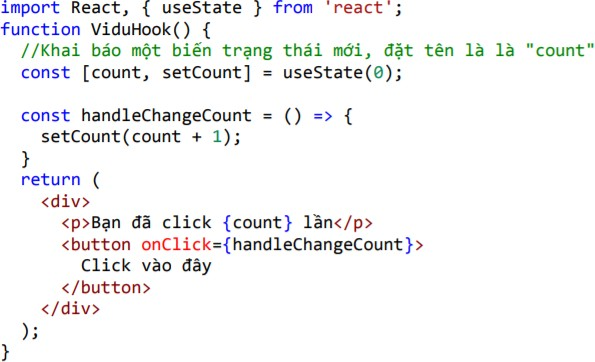 import React, { useState } from 'react';
function ViduHook() {
  //Khai báo một biến trạng thái mới, đặt tên là là "count"
  const [count, setCount] = useState(0);

  const handleChangeCount = () => {
    setCount(count + 1);
  }
  return (
    <div>
      <p>Bạn đã click {count} lần</p>
      <button onClick={handleChangeCount}>
        Click vào đây
      </button>
    </div>
  );
}